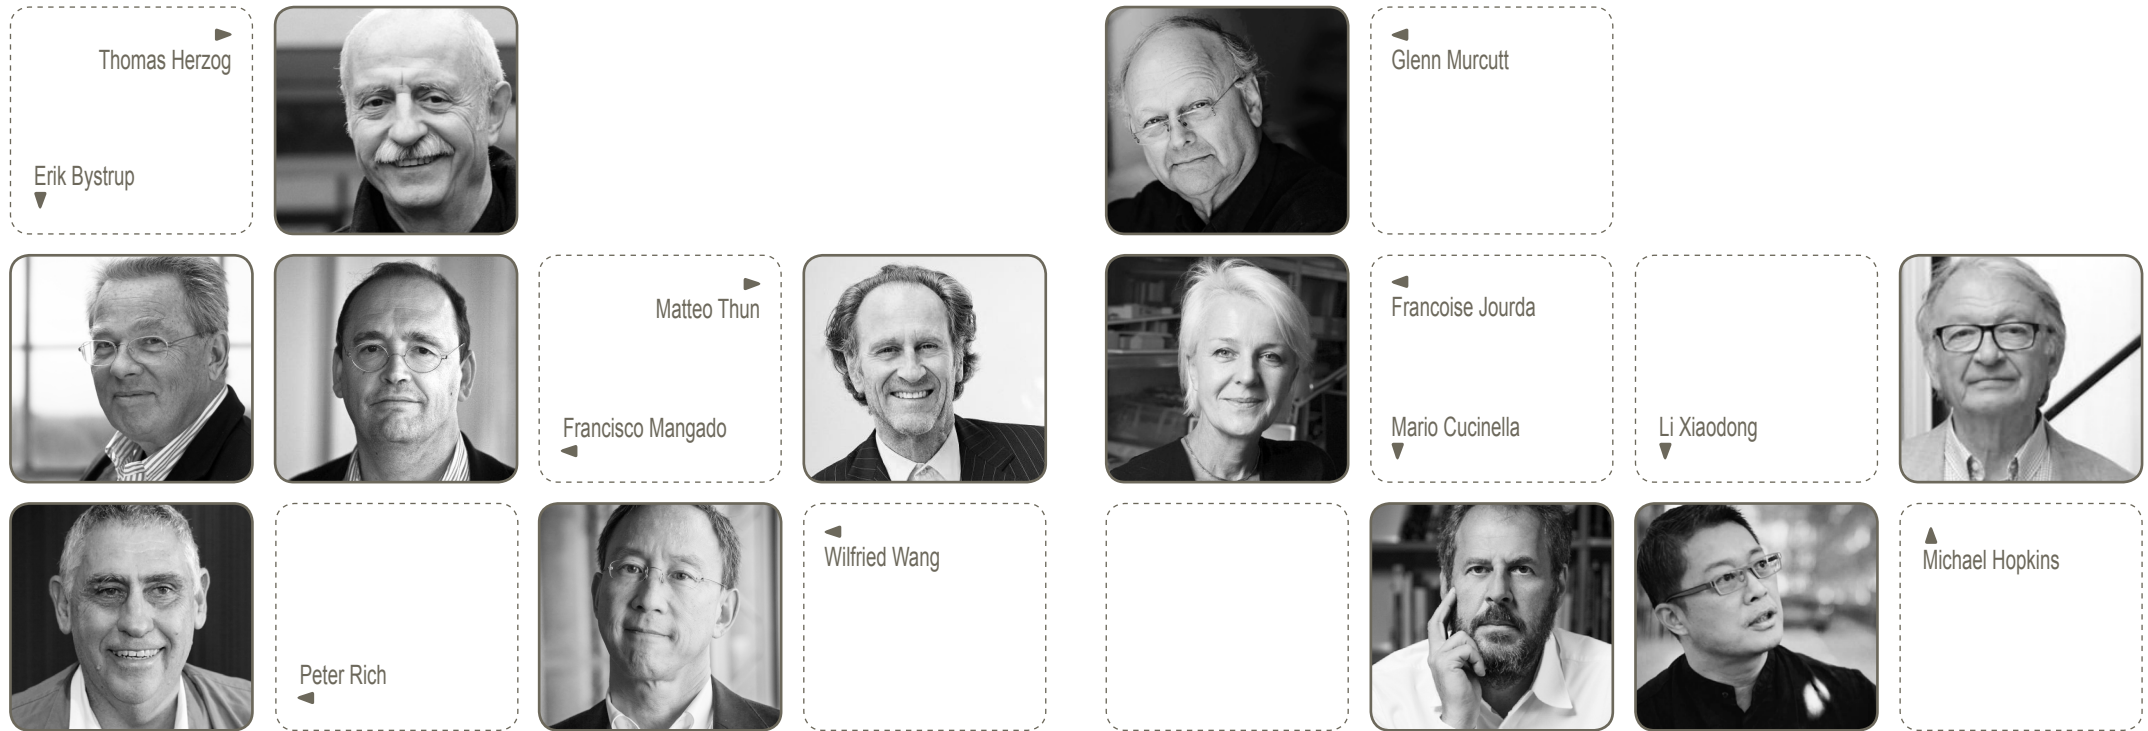 Thomas Herzog
Glenn Murcutt
Erik Bystrup
Matteo Thun
Francoise Jourda
Francisco Mangado
Mario Cucinella
Li Xiaodong
Wilfried Wang
Michael Hopkins
Peter Rich